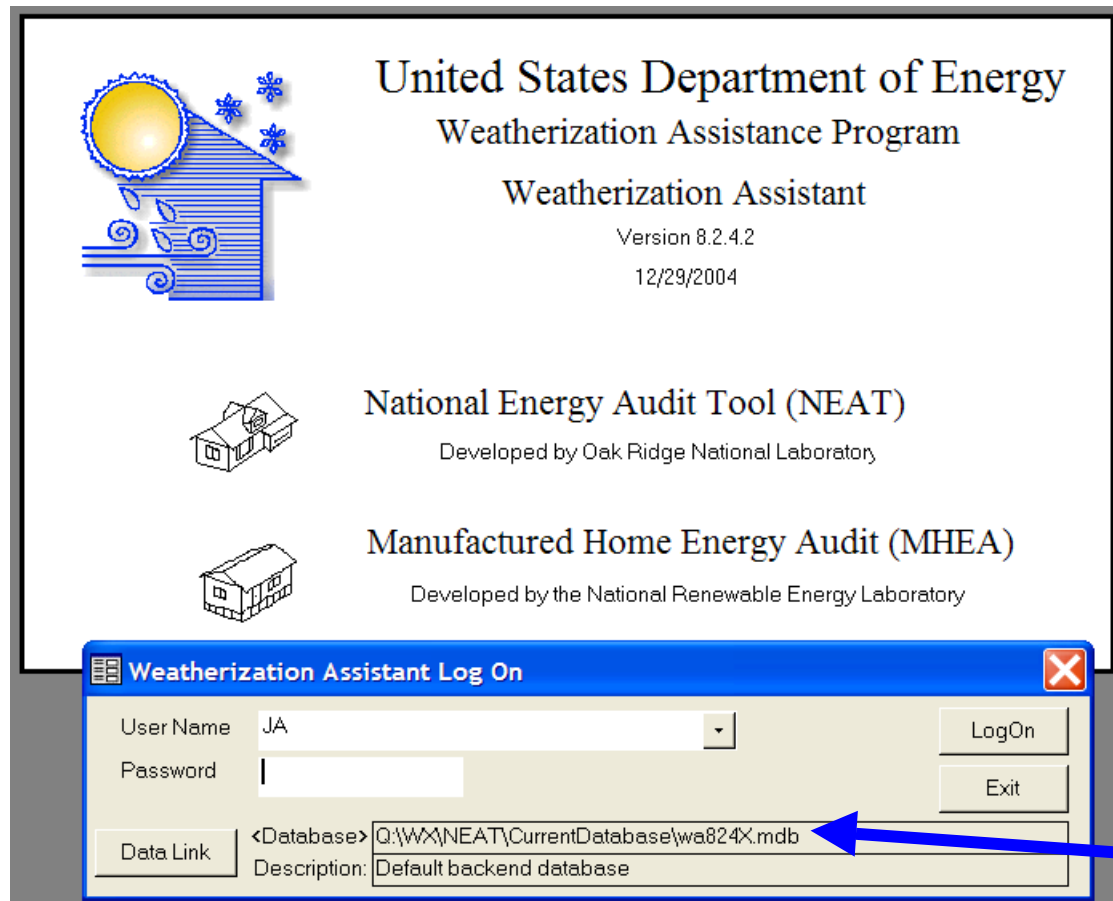 United States Department of Energy
Weatherization Assistance Program
Weatherization Assistant
Version 8.2.4.2
12/29/2004
National Energy Audit Tool (NEAT)
Developed by Oak Ridge National Laboratory
Manufactured Home Energy Audit (MHEA)
Developed by the National Renewable Energy Laboratory
Weatherization Assistant Log On
User Name JA LogOn
Password Exit
Data Link <Database> Q:\WX\NEAT\CurrentDatabase\wa824X.mdb
Description: Default backend database